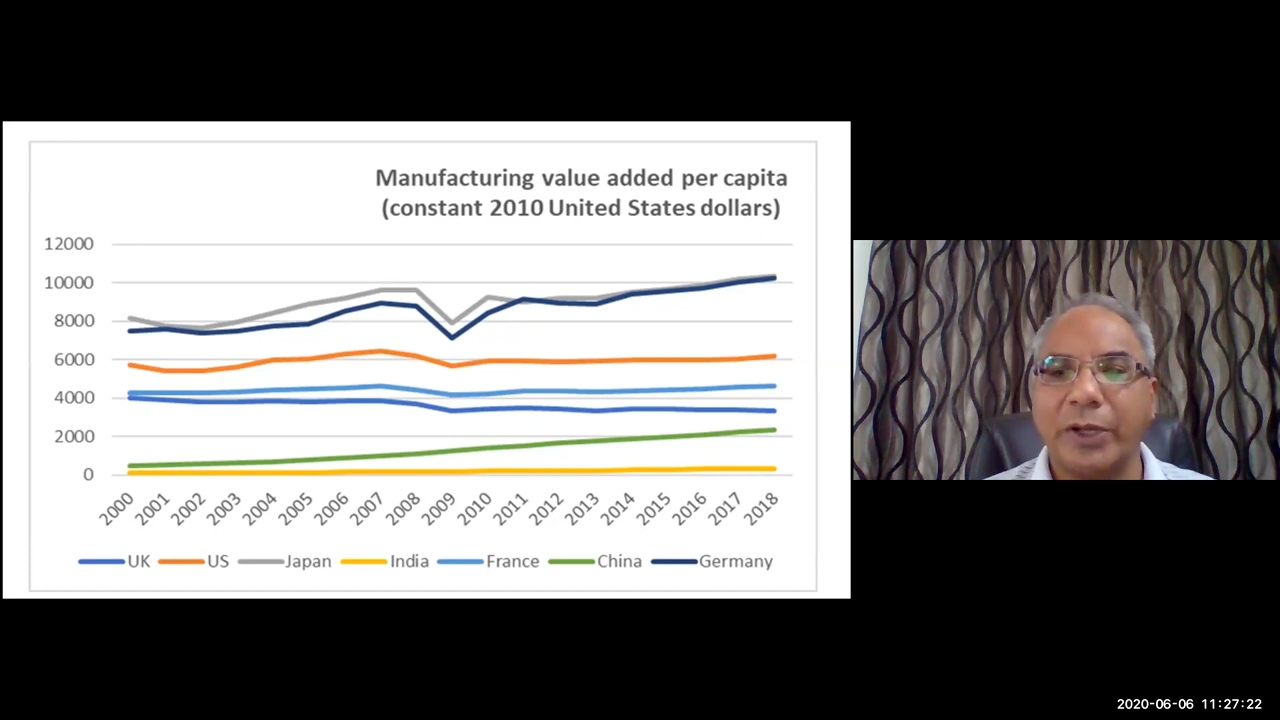 Manufacturing value added per capita
(constant 2010 United States dollars)
12000
10000
8000
6000
4000
2000
0
2000 2001 2002 2003 2004 2005 2006 2007 2008 2009 2010 2011 2012 2013 2014 2015 2016 2017 2018
UK US Japan India France China Germany
2020-06-06 11:27:22